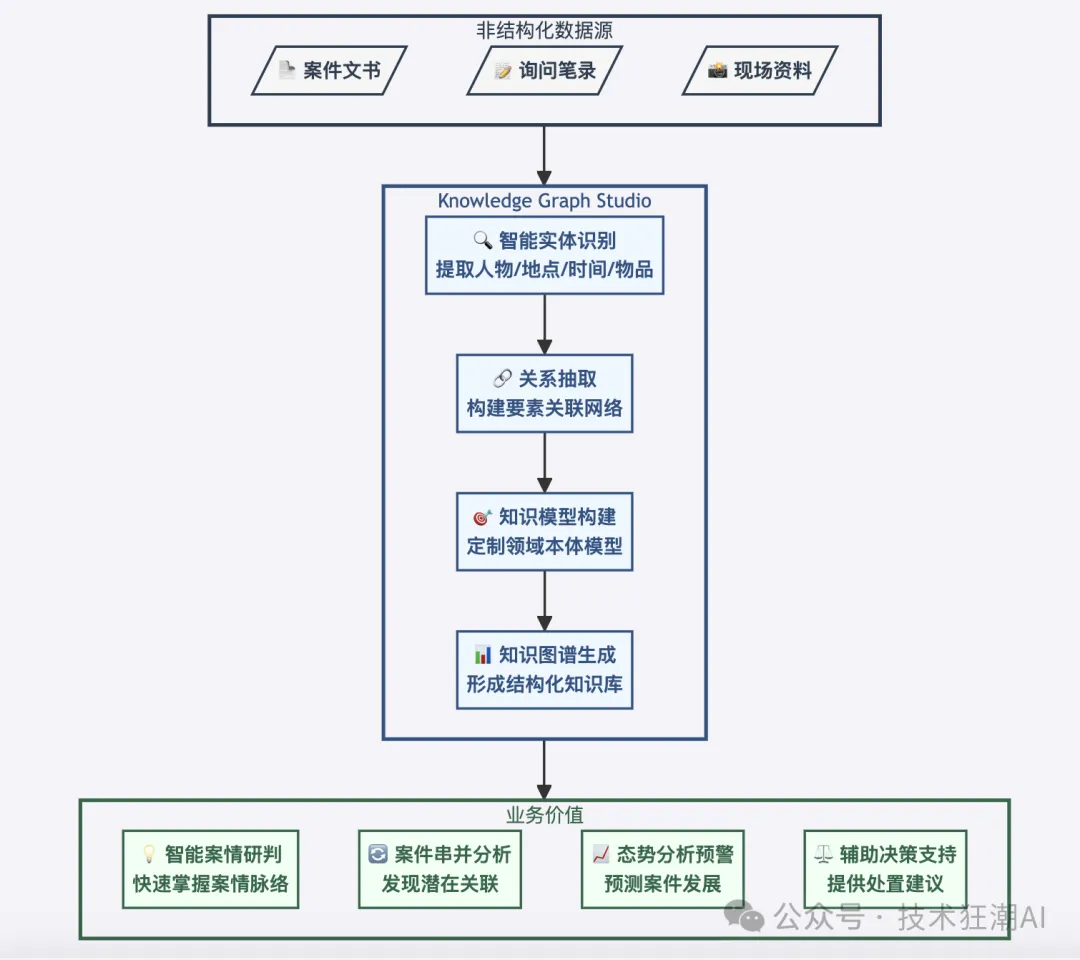 非结构化数据源
案件文书
询问笔录
现场资料
Knowledge Graph Studio
智能实体识别
提取人物/地点/时间/物品
关系抽取
构建要素关联网络
知识模型构建
定制领域本体模型
知识图谱生成
形成结构化知识库
业务价值
智能案情研判
快速掌握案情脉络
案件串并分析
发现潜在关联
态势分析预警
预测案件发展
辅助决策支持
提供处置建议
公众号 · 技术狂潮AI